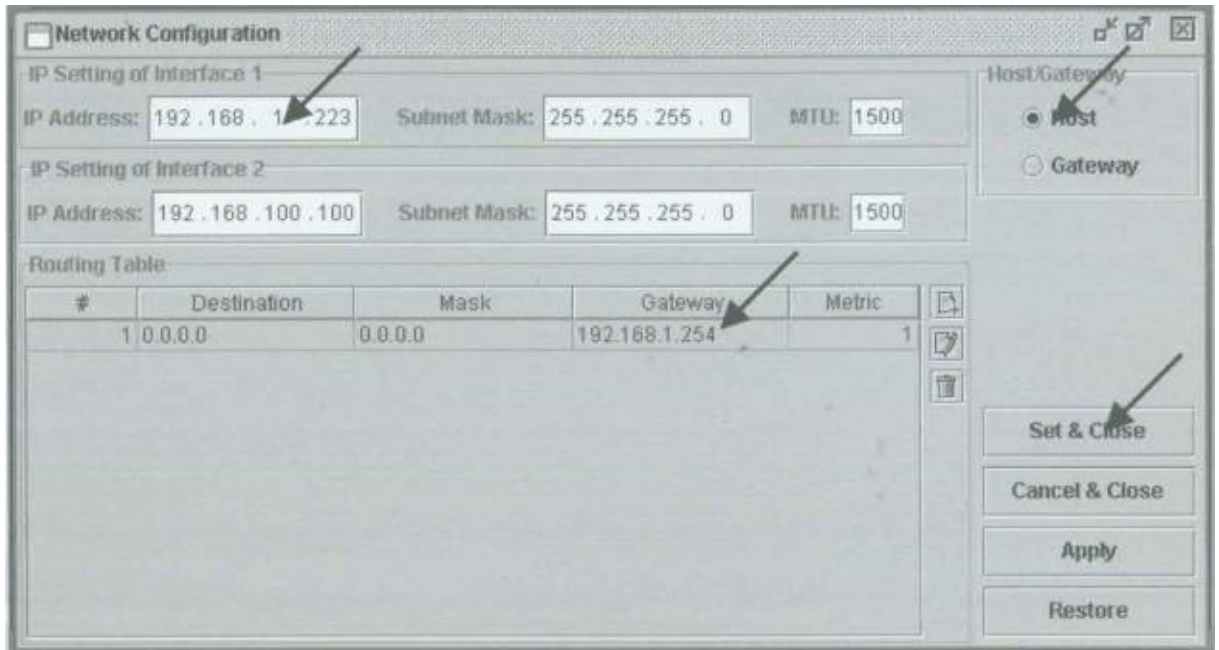 Network Configuration
IP Setting of Interface 1
IP Address: 192 .168 . 1 .223 Subnet Mask: 255 .255 .255 . 0 MTU: 1500
Host/Gateway
Host
Gateway
IP Setting of Interface 2
IP Address: 192 .168 .100 .100 Subnet Mask: 255 .255 .255 . 0 MTU: 1500
Routing Table
# Destination Mask Gateway Metric
1 0.0.0.0 0.0.0.0 192.168.1.254 1
Set & Close
Cancel & Close
Apply
Restore